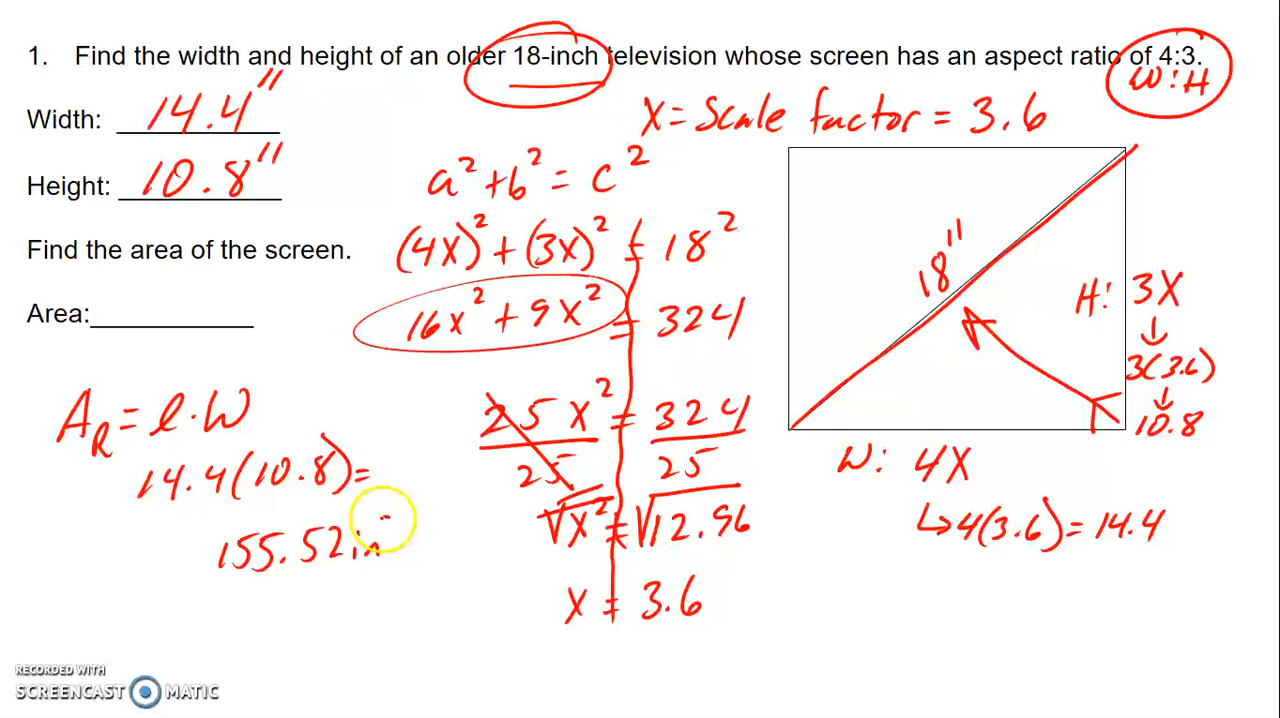 1. Find the width and height of an older 18-inch television whose screen has an aspect ratio of 4:3.
W:H
Width: 14.4"
X = Scale factor = 3.6
Height: 10.8"
a² + b² = c²
Find the area of the screen.
(4X)² + (3X)² = 18²
18"
H: 3X
Area:
16x² + 9x² = 324
3(3.6)
A_R = l·W
25x² = 324
10.8
25 25
W: 4X
14.4(10.8) =
√x² = √12.96
↳ 4(3.6) = 14.4
155.52 in
x = 3.6
RECORDED WITH
SCREENCAST MATIC